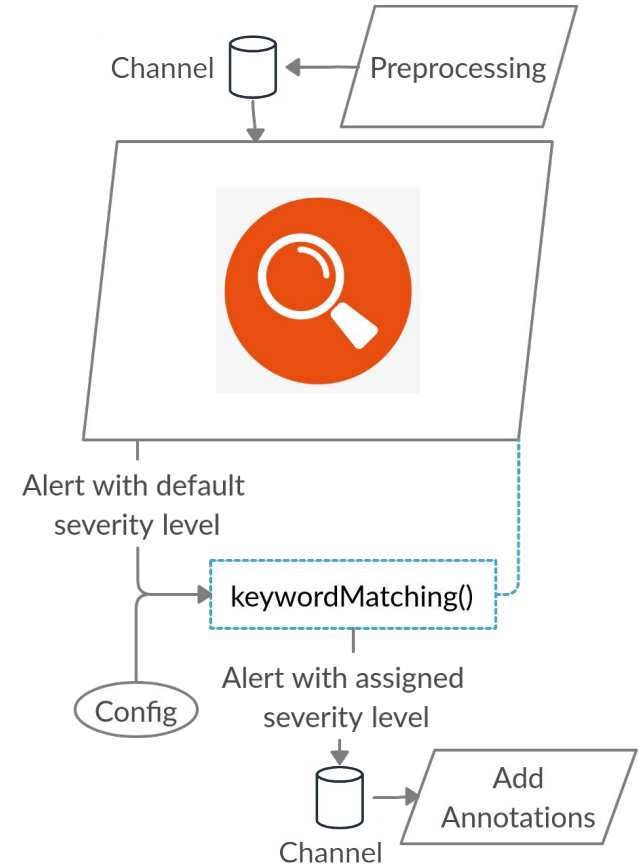 Channel
Preprocessing
Alert with default
severity level
keywordMatching()
Config
Alert with assigned
severity level
Add
Annotations
Channel